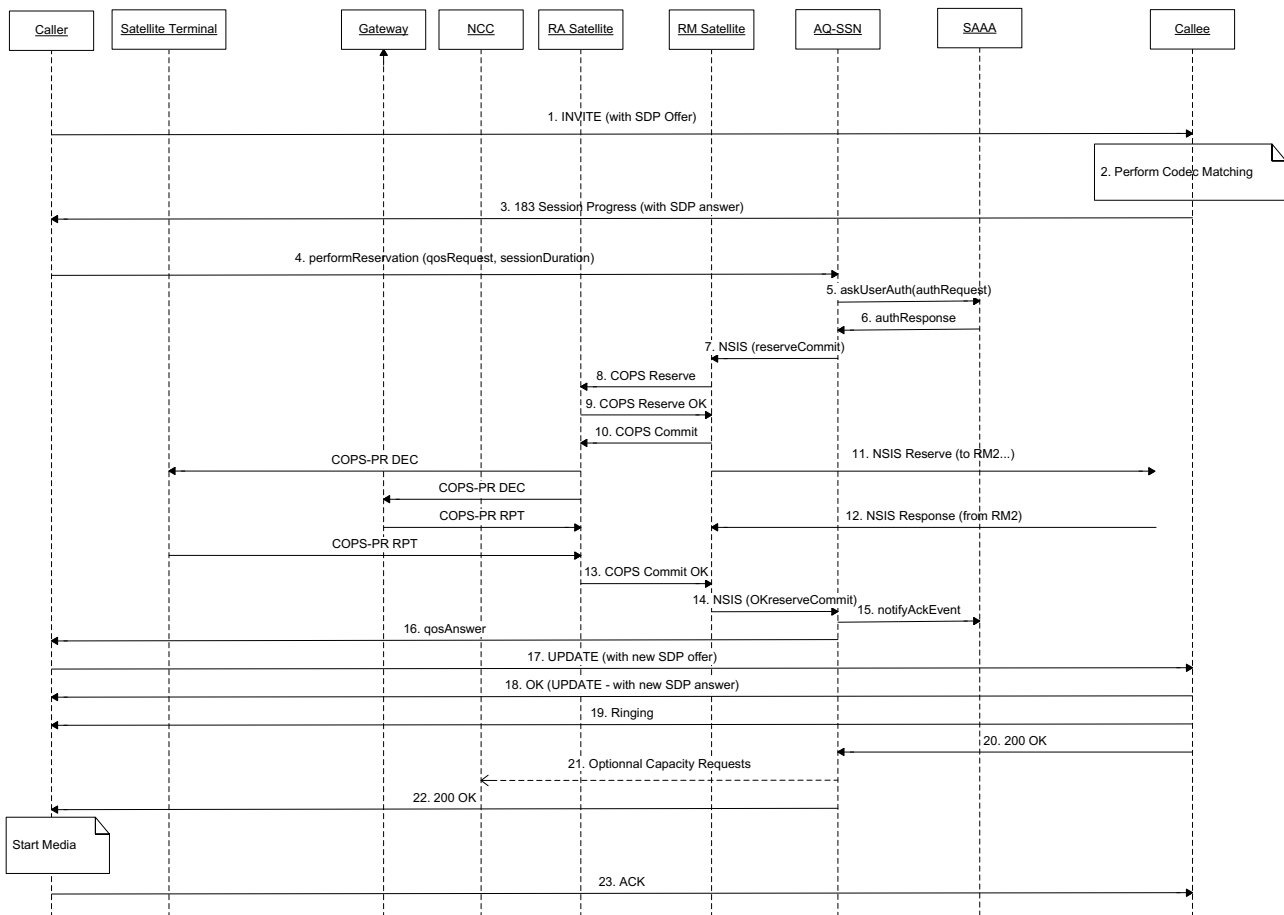 Caller
Satellite Terminal
Gateway
NCC
RA Satellite
RM Satellite
AQ-SSN
SAAA
Callee
1. INVITE (with SDP Offer)
2. Perform Codec Matching
3. 183 Session Progress (with SDP answer)
4. performReservation (qosRequest, sessionDuration)
5. askUserAuth(authRequest)
6. authResponse
7. NSIS (reserveCommit)
8. COPS Reserve
9. COPS Reserve OK
10. COPS Commit
COPS-PR DEC
11. NSIS Reserve (to RM2...)
COPS-PR DEC
COPS-PR RPT
12. NSIS Response (from RM2)
COPS-PR RPT
13. COPS Commit OK
14. NSIS (OKreserveCommit)
15. notifyAckEvent
16. qosAnswer
17. UPDATE (with new SDP offer)
18. OK (UPDATE - with new SDP answer)
19. Ringing
20. 200 OK
21. Optionnal Capacity Requests
22. 200 OK
Start Media
23. ACK